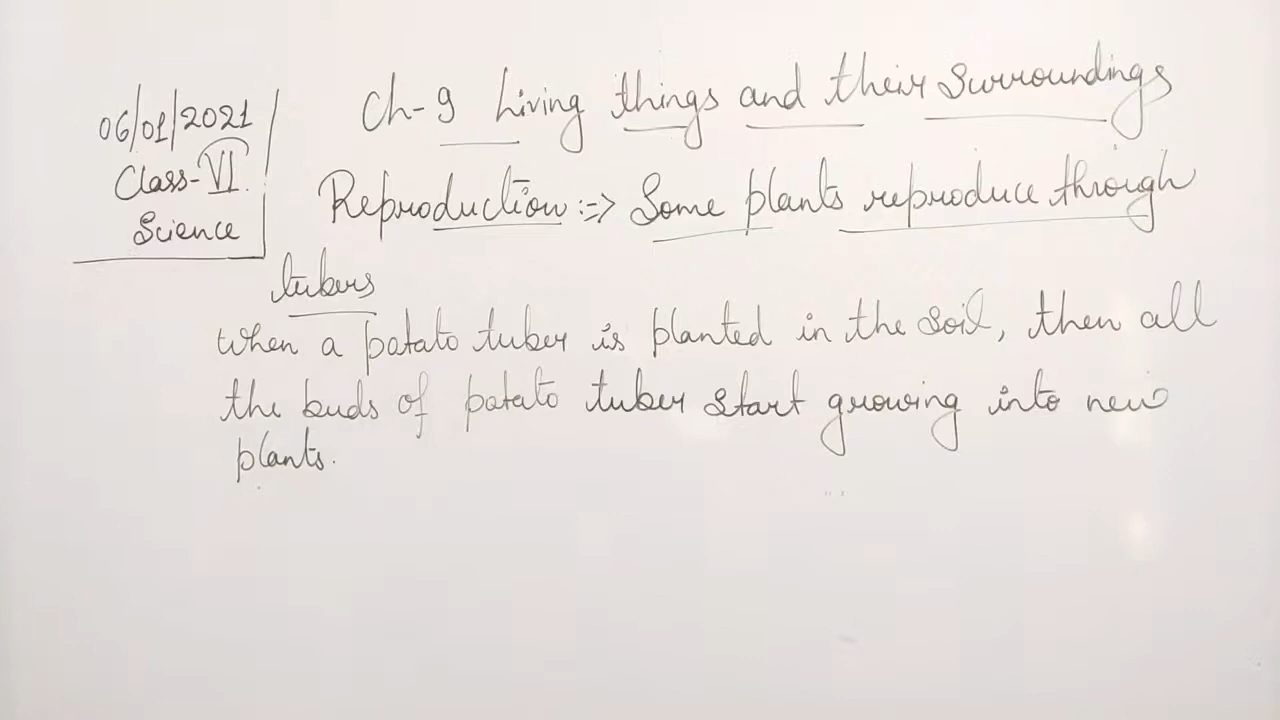 06/01/2021
Class-VI.
Science
Ch-9 Living things and their surroundings
Reproduction :=> Some plants reproduce through
tubers
When a patato tuber is planted in the soil, then all
the buds of patato tuber start growing into new
plants.